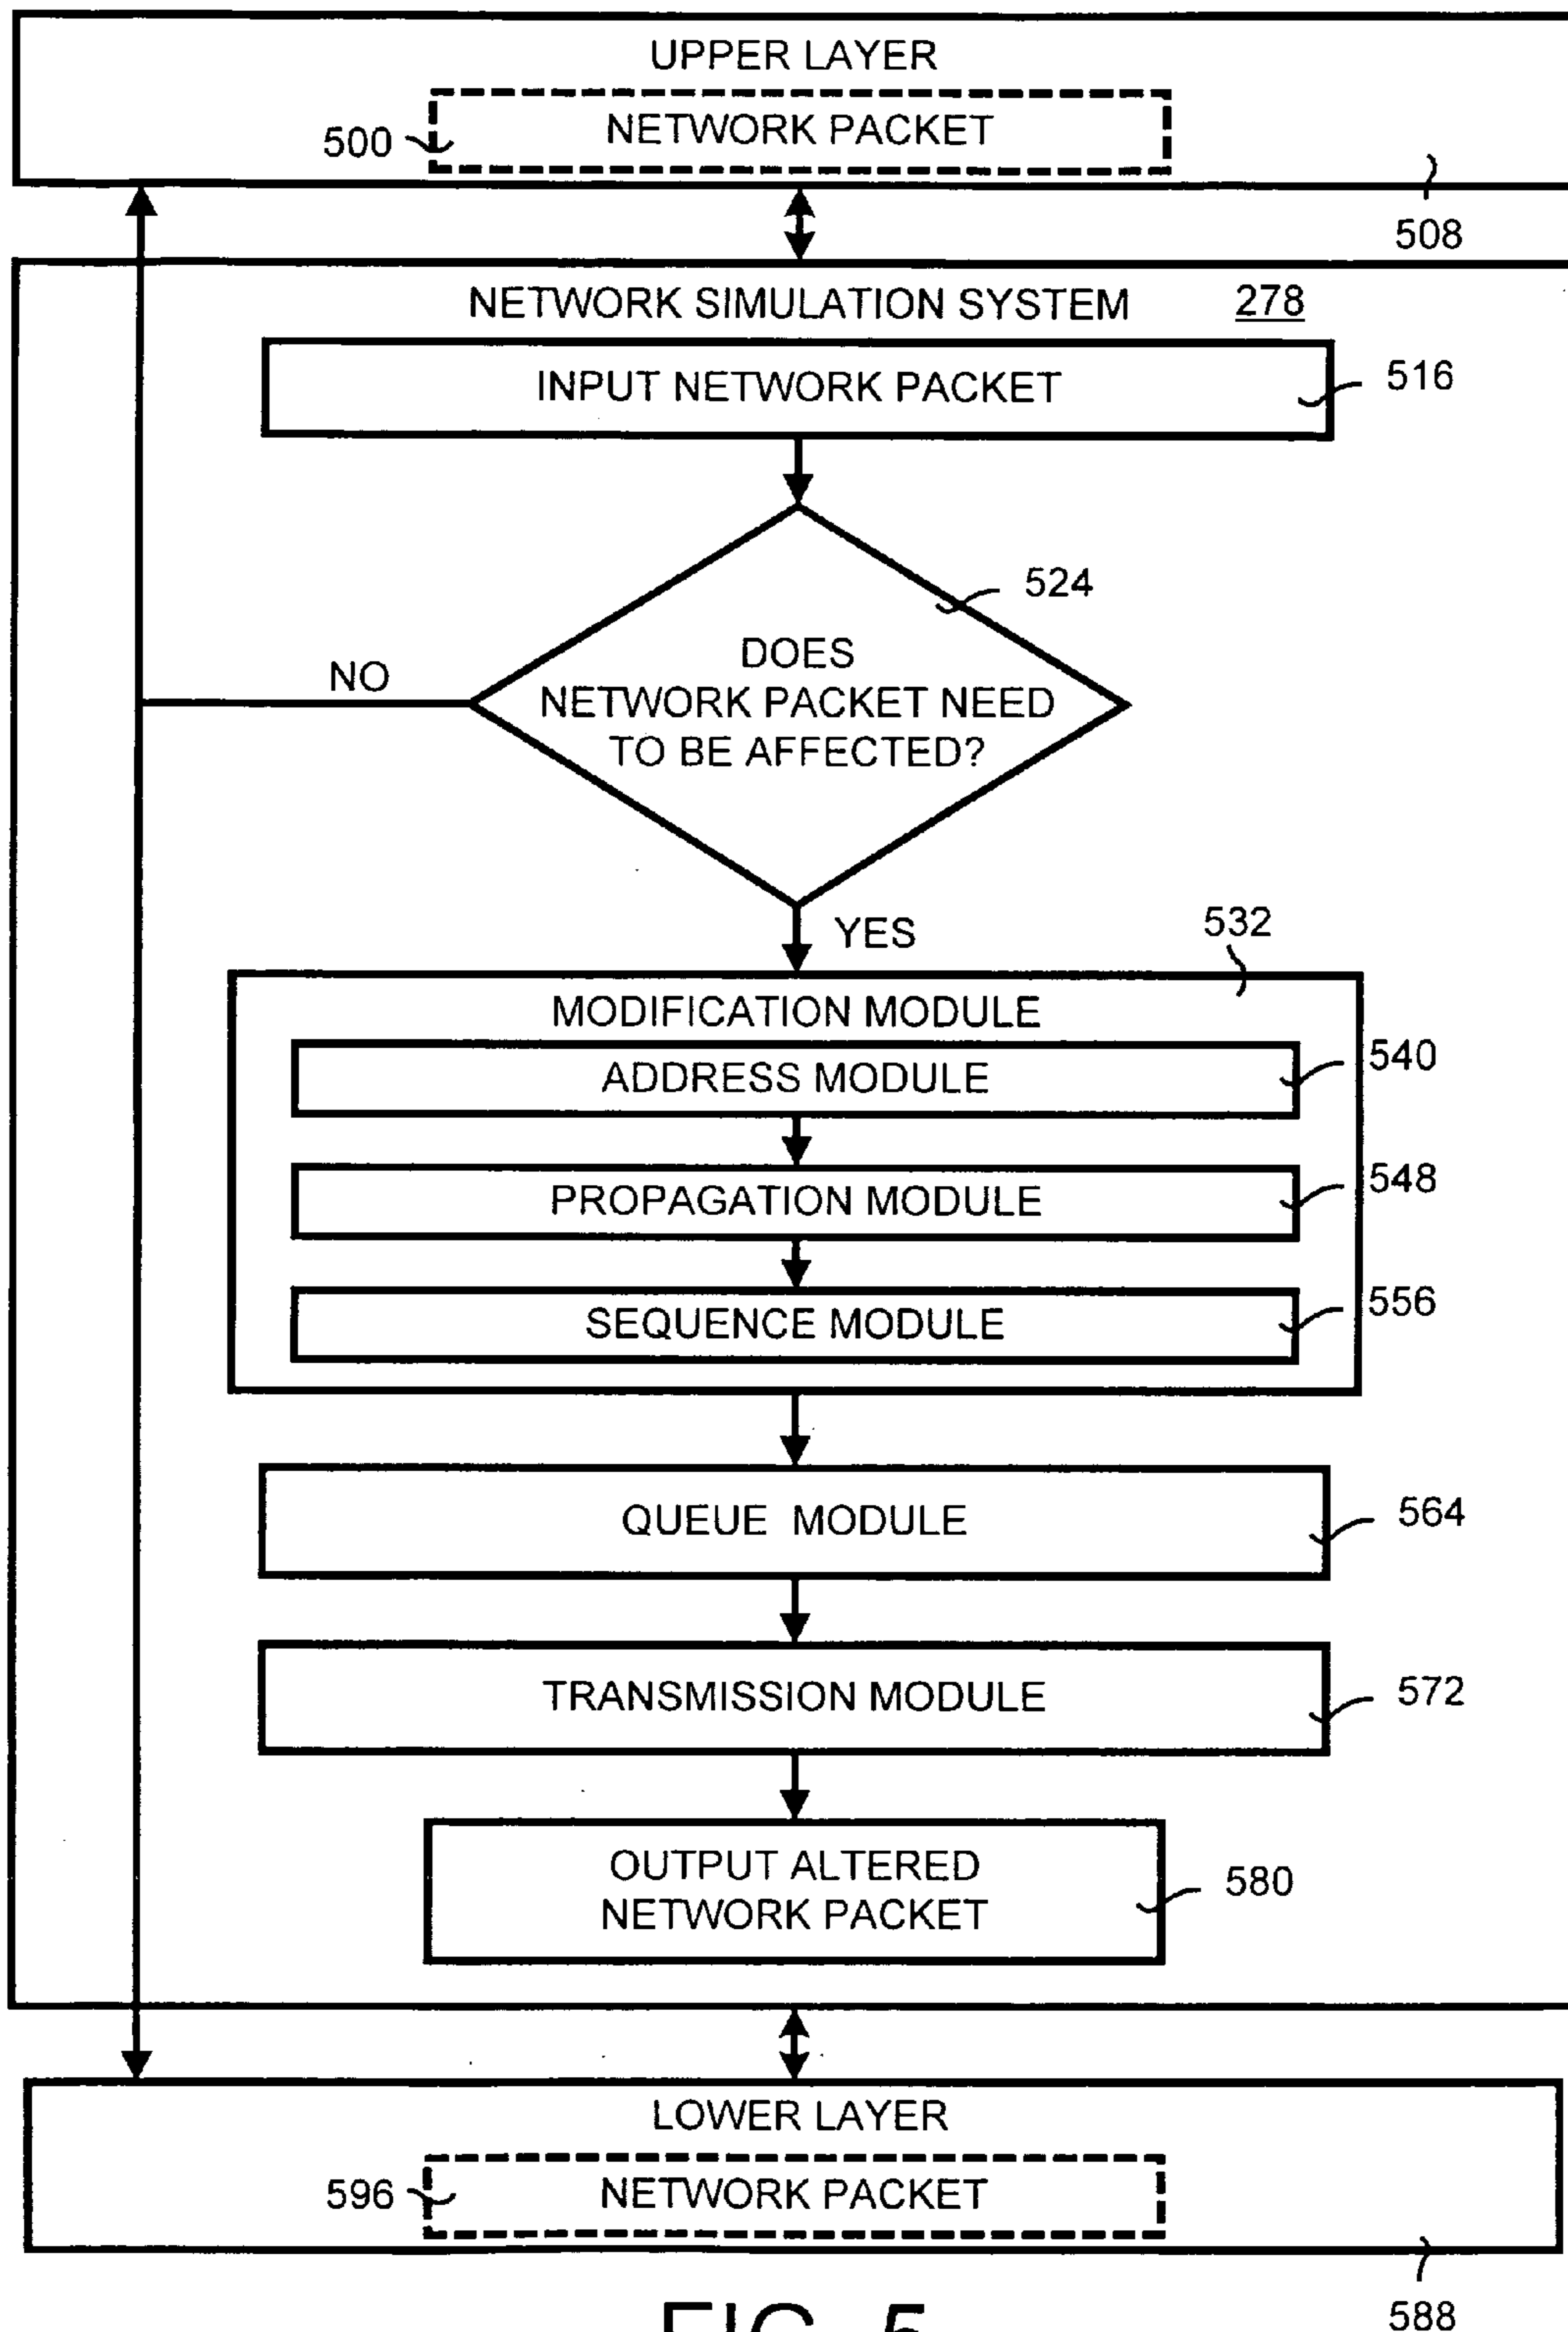 UPPER LAYER
NETWORK PACKET
500
508
NETWORK SIMULATION SYSTEM 278
INPUT NETWORK PACKET
516
524
DOES
NETWORK PACKET NEED
TO BE AFFECTED?
NO
YES
532
MODIFICATION MODULE
ADDRESS MODULE
540
PROPAGATION MODULE
548
SEQUENCE MODULE
556
QUEUE MODULE
564
TRANSMISSION MODULE
572
OUTPUT ALTERED
NETWORK PACKET
580
LOWER LAYER
596
NETWORK PACKET
588
FIG. 5